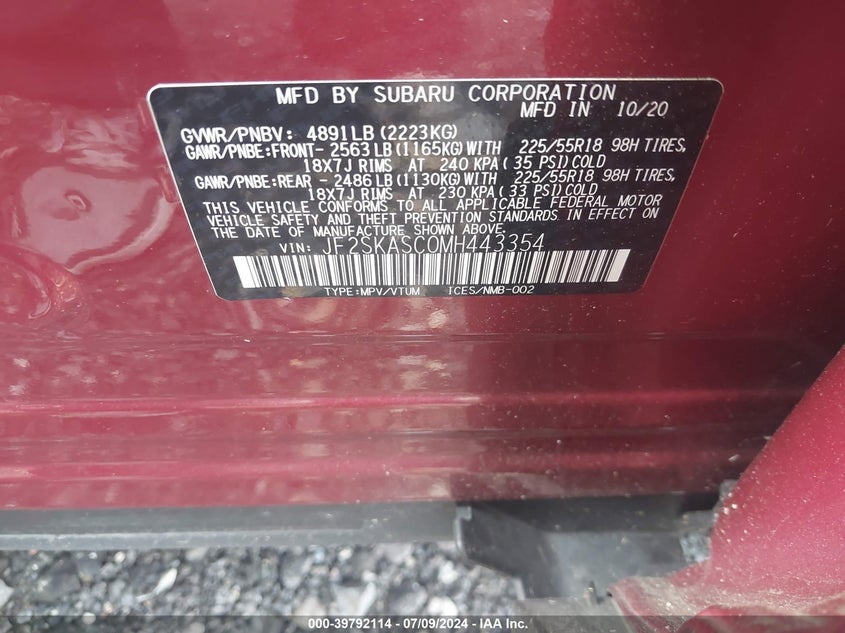 MFD BY SUBARU CORPORATION
MFD IN 10/20
GVWR/PNBV: 4891LB(2223KG)
GAWR/PNBE:FRONT- 2563LB(1165KG)WITH 225/55R18 98H TIRES,
18X7J RIMS AT 240 KPA( 35 PSI)COLD
GAWR/PNBE:REAR - 2486LB(1130KG)WITH 225/55R18 98H TIRES,
18X7J RIMS AT 230 KPA( 33 PSI)COLD
THIS VEHICLE CONFORMS TO ALL APPLICABLE FEDERAL MOTOR
VEHICLE SAFETY AND THEFT PREVENTION STANDARDS IN EFFECT ON
THE DATE OF MANUFACTURE SHOWN ABOVE.
VIN: JF2SKASC0MH443354
TYPE:MPV/VTUM ICES/NMB-002
000-39792114 / 07/09/2024 / IAA Inc.